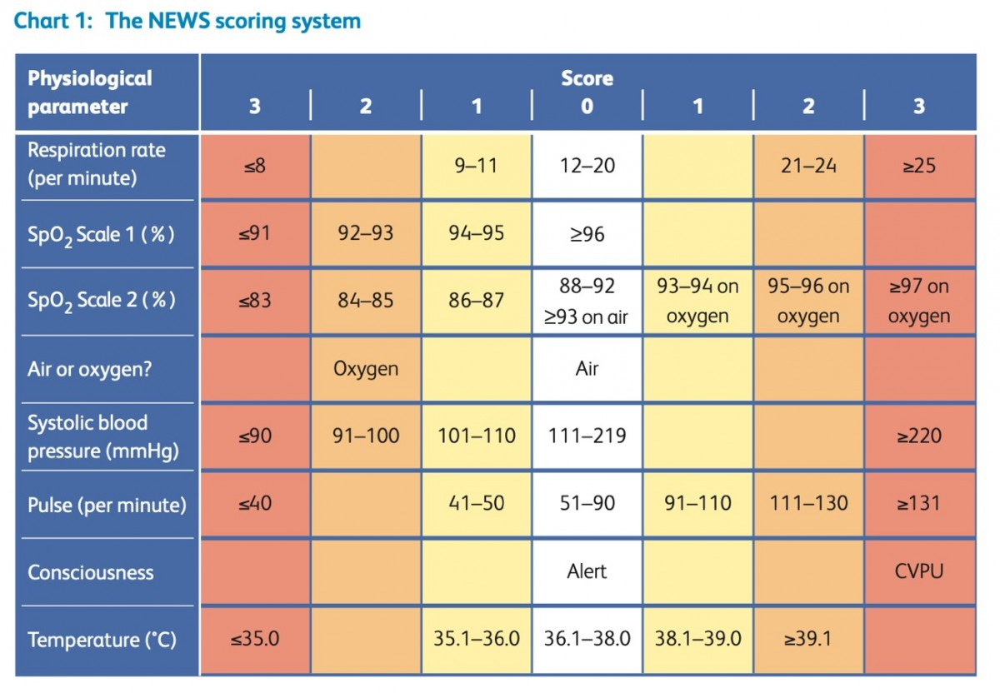 Chart 1: The NEWS scoring system
Physiological parameter
Score
3 2 1 0 1 2 3
Respiration rate (per minute) ≤8 9–11 12–20 21–24 ≥25
SpO₂ Scale 1 (%) ≤91 92–93 94–95 ≥96
SpO₂ Scale 2 (%) ≤83 84–85 86–87 88–92 ≥93 on air 93–94 on oxygen 95–96 on oxygen ≥97 on oxygen
Air or oxygen? Oxygen Air
Systolic blood pressure (mmHg) ≤90 91–100 101–110 111–219 ≥220
Pulse (per minute) ≤40 41–50 51–90 91–110 111–130 ≥131
Consciousness Alert CVPU
Temperature (°C) ≤35.0 35.1–36.0 36.1–38.0 38.1–39.0 ≥39.1